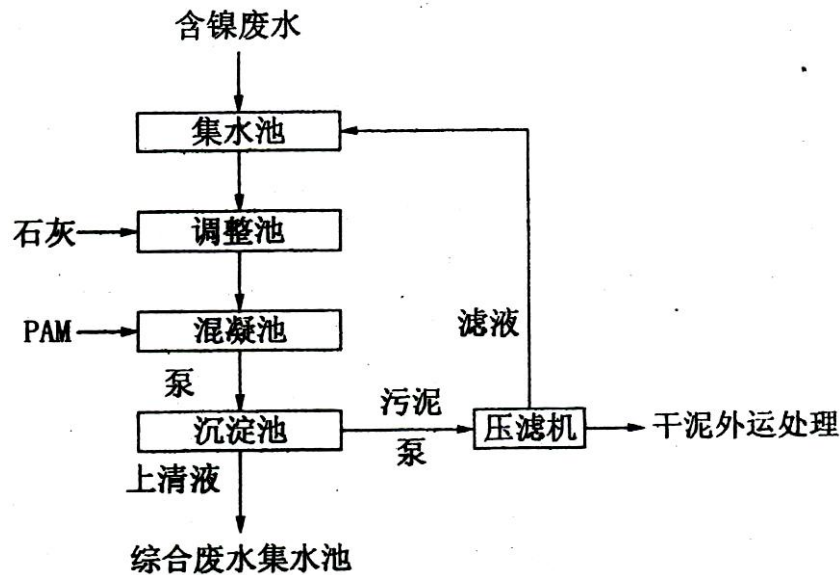 含镍废水
集水池
石灰
调整池
PAM
混凝池
滤液
泵
污泥
沉淀池
压滤机
干泥外运处理
泵
上清液
综合废水集水池